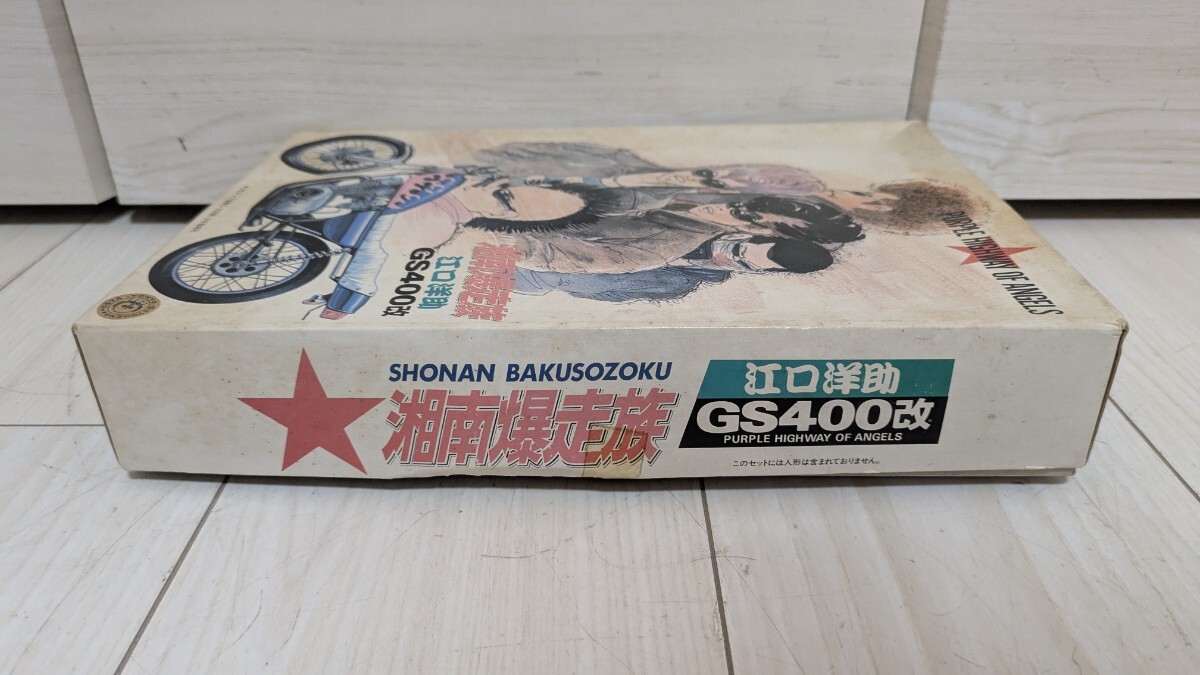 PURPLE HIGHWAY OF ANGELS
湘南爆走族
江口洋助
GS400改
SHONAN BAKUSOZOKU
湘南爆走族
江口洋助
GS400改
PURPLE HIGHWAY OF ANGELS
このセットには人形は含まれておりません。